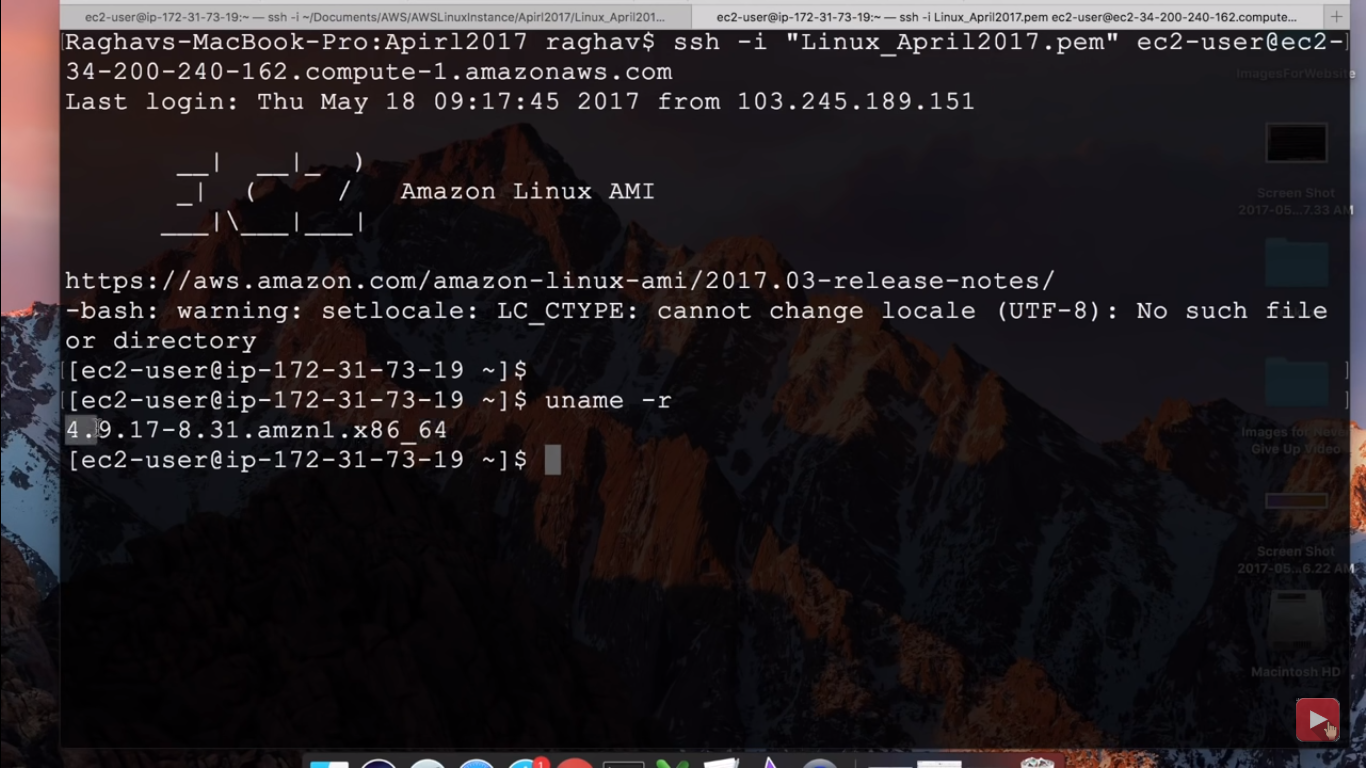 ec2-user@ip-172-31-73-19:~ — ssh -i ~/Documents/AWS/AWSLinuxInstance/Apirl2017/Linux_April201...
ec2-user@ip-172-31-73-19:~ — ssh -i Linux_April2017.pem ec2-user@ec2-34-200-240-162.compute...
Raghavs-MacBook-Pro:Apirl2017 raghav$ ssh -i "Linux_April2017.pem" ec2-user@ec2-
34-200-240-162.compute-1.amazonaws.com
Last login: Thu May 18 09:17:45 2017 from 103.245.189.151
__|  __|_  )
_|  (     /   Amazon Linux AMI
___|\___|___|
https://aws.amazon.com/amazon-linux-ami/2017.03-release-notes/
-bash: warning: setlocale: LC_CTYPE: cannot change locale (UTF-8): No such file
or directory
[[ec2-user@ip-172-31-73-19 ~]$
[[ec2-user@ip-172-31-73-19 ~]$ uname -r
4.9.17-8.31.amzn1.x86_64
[ec2-user@ip-172-31-73-19 ~]$
ImagesForWebsite
Screen Shot
2017-05...7.33 AM
Images for Never
Give Up Video
Screen Shot
2017-05...6.22 AM
Macintosh HD
1